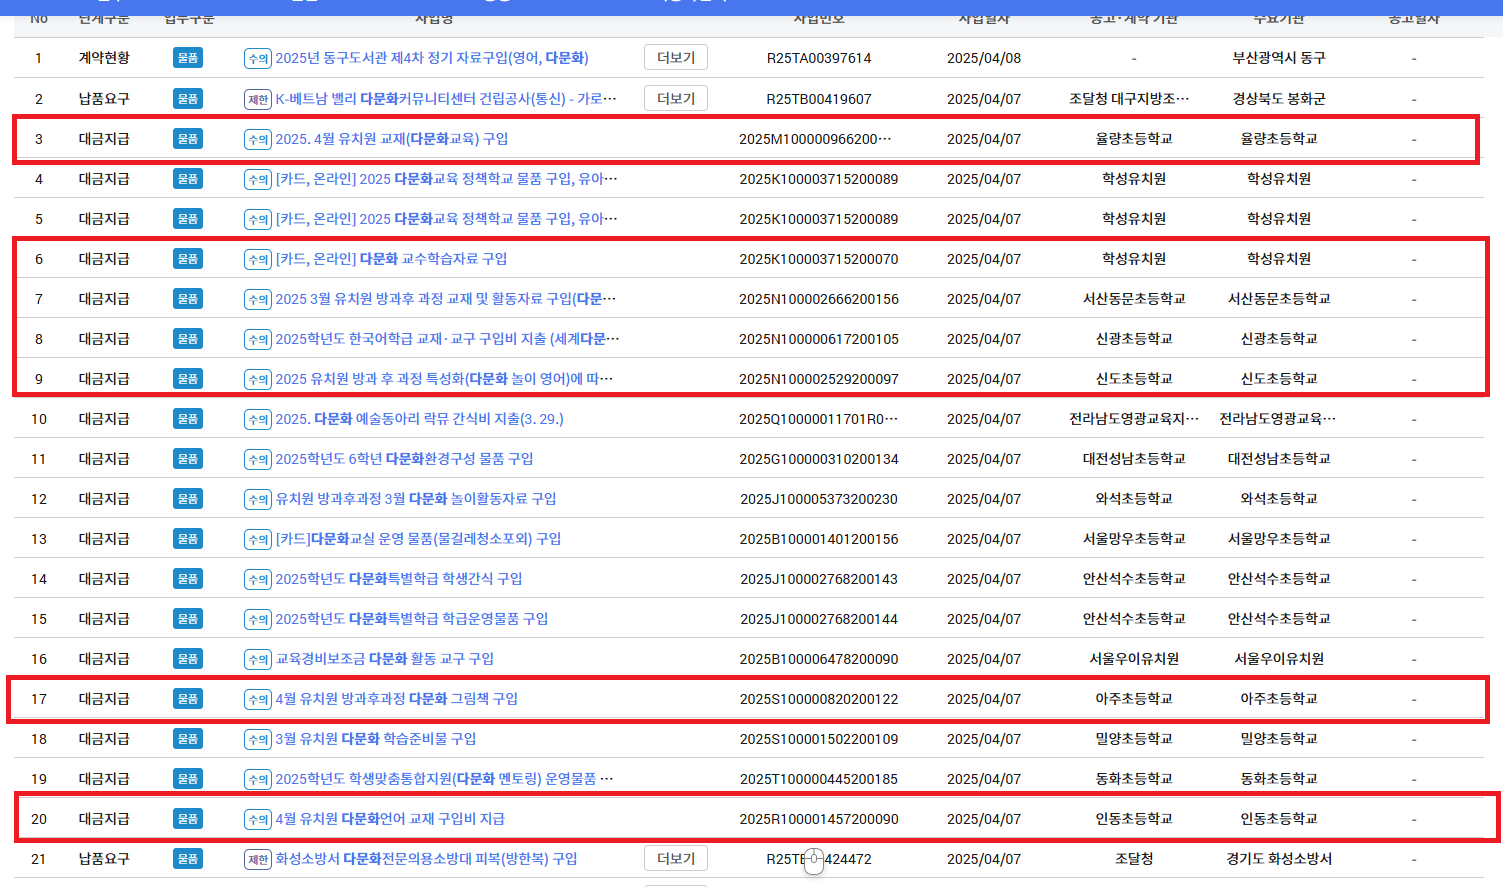 No 단계구분 업무구분 사업명 사업번호 사업일자 공고·계약 기관 수요기관 공고일자
1 계약현황 물품 수의 2025년 동구도서관 제4차 정기 자료구입(영어, 다문화) 더보기 R25TA00397614 2025/04/08 - 부산광역시 동구 -
2 납품요구 물품 제한 K-베트남 밸리 다문화커뮤니티센터 건립공사(통신) - 가로··· 더보기 R25TB00419607 2025/04/07 조달청 대구지방조··· 경상북도 봉화군 -
3 대금지급 물품 수의 2025. 4월 유치원 교재(다문화교육) 구입 2025M100000966200··· 2025/04/07 율량초등학교 율량초등학교 -
4 대금지급 물품 수의 [카드, 온라인] 2025 다문화교육 정책학교 물품 구입, 유아··· 2025K100003715200089 2025/04/07 학성유치원 학성유치원 -
5 대금지급 물품 수의 [카드, 온라인] 2025 다문화교육 정책학교 물품 구입, 유아··· 2025K100003715200089 2025/04/07 학성유치원 학성유치원 -
6 대금지급 물품 수의 [카드, 온라인] 다문화 교수학습자료 구입 2025K100003715200070 2025/04/07 학성유치원 학성유치원 -
7 대금지급 물품 수의 2025 3월 유치원 방과후 과정 교재 및 활동자료 구입(다문··· 2025N100002666200156 2025/04/07 서산동문초등학교 서산동문초등학교 -
8 대금지급 물품 수의 2025학년도 한국어학급 교재·교구 구입비 지출 (세계다문··· 2025N100000617200105 2025/04/07 신광초등학교 신광초등학교 -
9 대금지급 물품 수의 2025 유치원 방과 후 과정 특성화(다문화 놀이 영어)에 따··· 2025N100002529200097 2025/04/07 신도초등학교 신도초등학교 -
10 대금지급 물품 수의 2025. 다문화 예술동아리 락뮤 간식비 지출(3. 29.) 2025Q10000011701R0··· 2025/04/07 전라남도영광교육지··· 전라남도영광교육··· -
11 대금지급 물품 수의 2025학년도 6학년 다문화환경구성 물품 구입 2025G100000310200134 2025/04/07 대전성남초등학교 대전성남초등학교 -
12 대금지급 물품 수의 유치원 방과후과정 3월 다문화 놀이활동자료 구입 2025J100005373200230 2025/04/07 와석초등학교 와석초등학교 -
13 대금지급 물품 수의 [카드]다문화교실 운영 물품(물걸레청소포외) 구입 2025B100001401200156 2025/04/07 서울망우초등학교 서울망우초등학교 -
14 대금지급 물품 수의 2025학년도 다문화특별학급 학생간식 구입 2025J100002768200143 2025/04/07 안산석수초등학교 안산석수초등학교 -
15 대금지급 물품 수의 2025학년도 다문화특별학급 학급운영물품 구입 2025J100002768200144 2025/04/07 안산석수초등학교 안산석수초등학교 -
16 대금지급 물품 수의 교육경비보조금 다문화 활동 교구 구입 2025B100006478200090 2025/04/07 서울우이유치원 서울우이유치원 -
17 대금지급 물품 수의 4월 유치원 방과후과정 다문화 그림책 구입 2025S100000820200122 2025/04/07 아주초등학교 아주초등학교 -
18 대금지급 물품 수의 3월 유치원 다문화 학습준비물 구입 2025S100001502200109 2025/04/07 밀양초등학교 밀양초등학교 -
19 대금지급 물품 수의 2025학년도 학생맞춤통합지원(다문화 멘토링) 운영물품 ··· 2025T100000445200185 2025/04/07 동화초등학교 동화초등학교 -
20 대금지급 물품 수의 4월 유치원 다문화언어 교재 구입비 지급 2025R100001457200090 2025/04/07 인동초등학교 인동초등학교 -
21 납품요구 물품 제한 화성소방서 다문화전문의용소방대 피복(방한복) 구입 더보기 2025/04/07 조달청 경기도 화성소방서 -